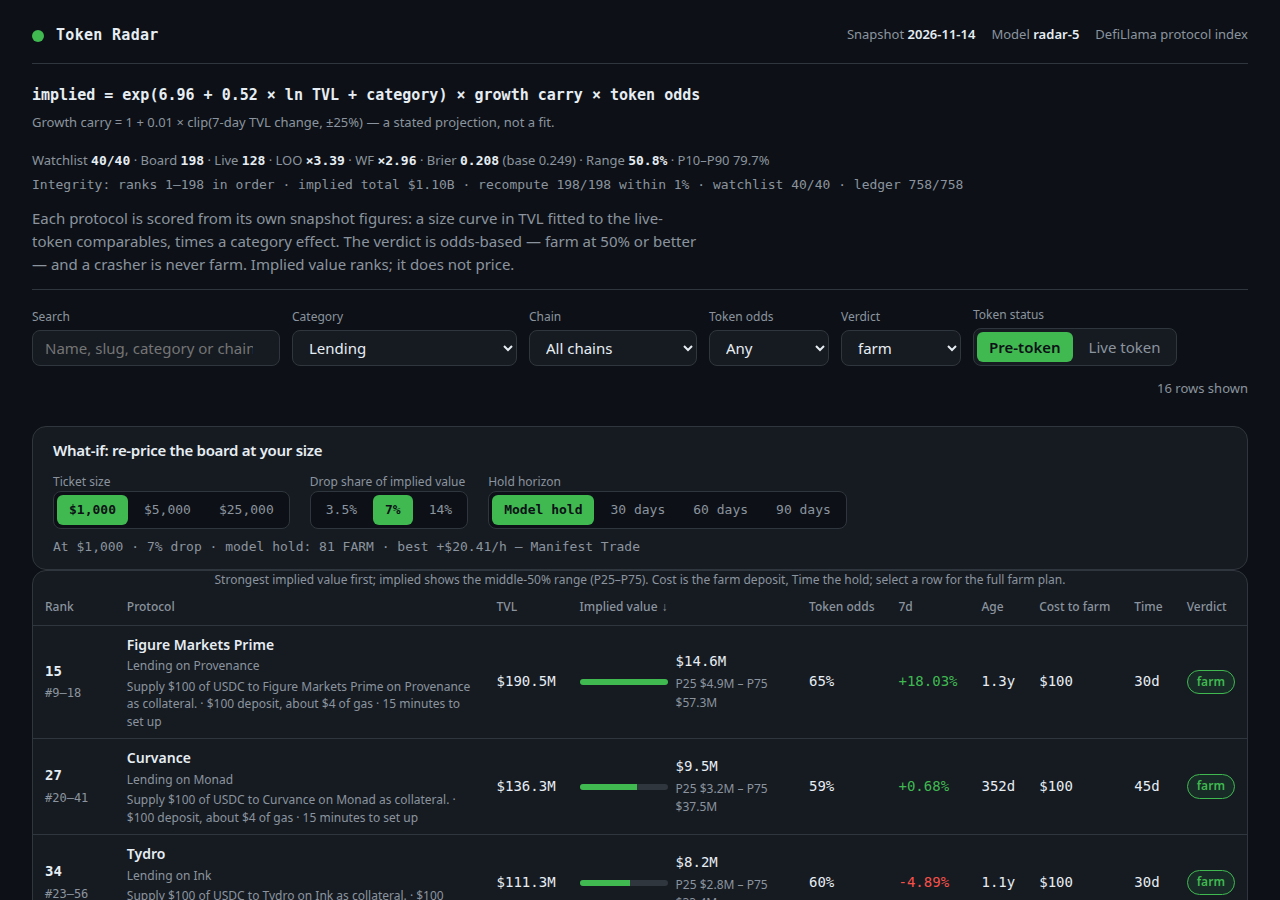 Token Radar
Snapshot 2026-11-14 Model radar-5 DefiLlama protocol index
implied = exp(6.96 + 0.52 × ln TVL + category) × growth carry × token odds
Growth carry = 1 + 0.01 × clip(7-day TVL change, ±25%) — a stated projection, not a fit.
Watchlist 40/40 · Board 198 · Live 128 · LOO ×3.39 · WF ×2.96 · Brier 0.208 (base 0.249) · Range 50.8% · P10–P90 79.7%
Integrity: ranks 1–198 in order · implied total $1.10B · recompute 198/198 within 1% · watchlist 40/40 · ledger 758/758
Each protocol is scored from its own snapshot figures: a size curve in TVL fitted to the live-
token comparables, times a category effect. The verdict is odds-based — farm at 50% or better
— and a crasher is never farm. Implied value ranks; it does not price.
Search Category Chain Token odds Verdict Token status
Name, slug, category or chain Lending All chains Any farm Pre-token Live token
16 rows shown
What-if: re-price the board at your size
Ticket size Drop share of implied value Hold horizon
$1,000 $5,000 $25,000 3.5% 7% 14% Model hold 30 days 60 days 90 days
At $1,000 · 7% drop · model hold: 81 FARM · best +$20.41/h — Manifest Trade
Strongest implied value first; implied shows the middle-50% range (P25–P75). Cost is the farm deposit, Time the hold; select a row for the full farm plan.
Rank Protocol TVL Implied value ↓ Token odds 7d Age Cost to farm Time Verdict
15
#9–18
Figure Markets Prime
Lending on Provenance
Supply $100 of USDC to Figure Markets Prime on Provenance
as collateral. · $100 deposit, about $4 of gas · 15 minutes to
set up
$190.5M
$14.6M
P25 $4.9M – P75
$57.3M
65% +18.03% 1.3y $100 30d farm
27
#20–41
Curvance
Lending on Monad
Supply $100 of USDC to Curvance on Monad as collateral. ·
$100 deposit, about $4 of gas · 15 minutes to set up
$136.3M
$9.5M
P25 $3.2M – P75
$37.5M
59% +0.68% 352d $100 45d farm
34
#23–56
Tydro
Lending on Ink
Supply $100 of USDC to Tydro on Ink as collateral. · $100
$111.3M
$8.2M
P25 $2.8M – P75
60% -4.89% 1.1y $100 30d farm